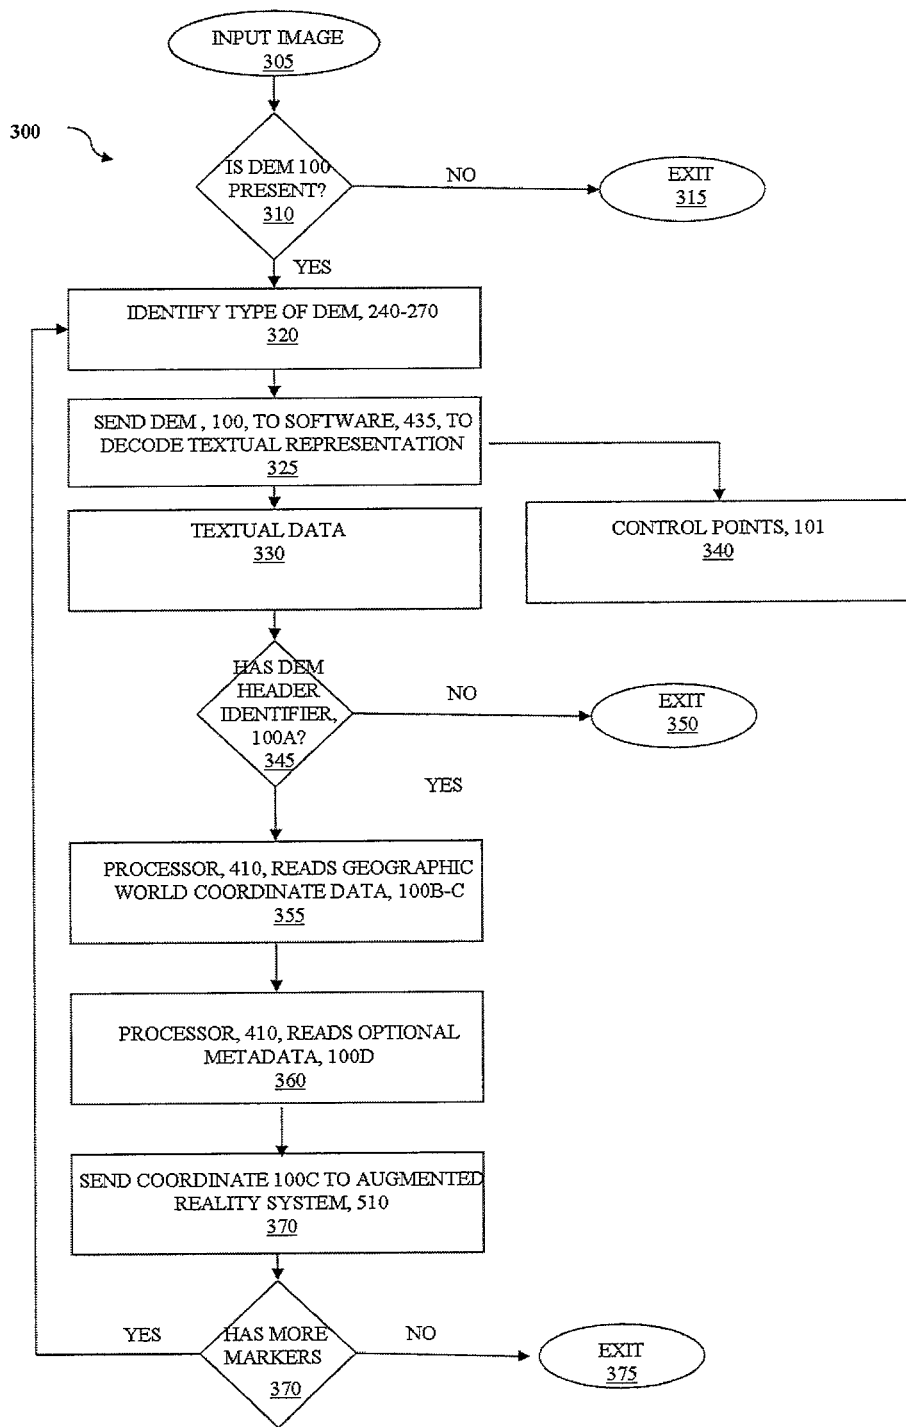 INPUT IMAGE
305
300
IS DEM 100
PRESENT?
310
NO
EXIT
315
YES
IDENTIFY TYPE OF DEM, 240-270
320
SEND DEM , 100, TO SOFTWARE, 435, TO
DECODE TEXTUAL REPRESENTATION
325
TEXTUAL DATA
330
CONTROL POINTS, 101
340
HAS DEM
HEADER
IDENTIFIER,
100A?
345
NO
EXIT
350
YES
PROCESSOR, 410, READS GEOGRAPHIC
WORLD COORDINATE DATA, 100B-C
355
PROCESSOR, 410, READS OPTIONAL
METADATA, 100D
360
SEND COORDINATE 100C TO AUGMENTED
REALITY SYSTEM, 510
370
YES
HAS MORE
MARKERS
370
NO
EXIT
375